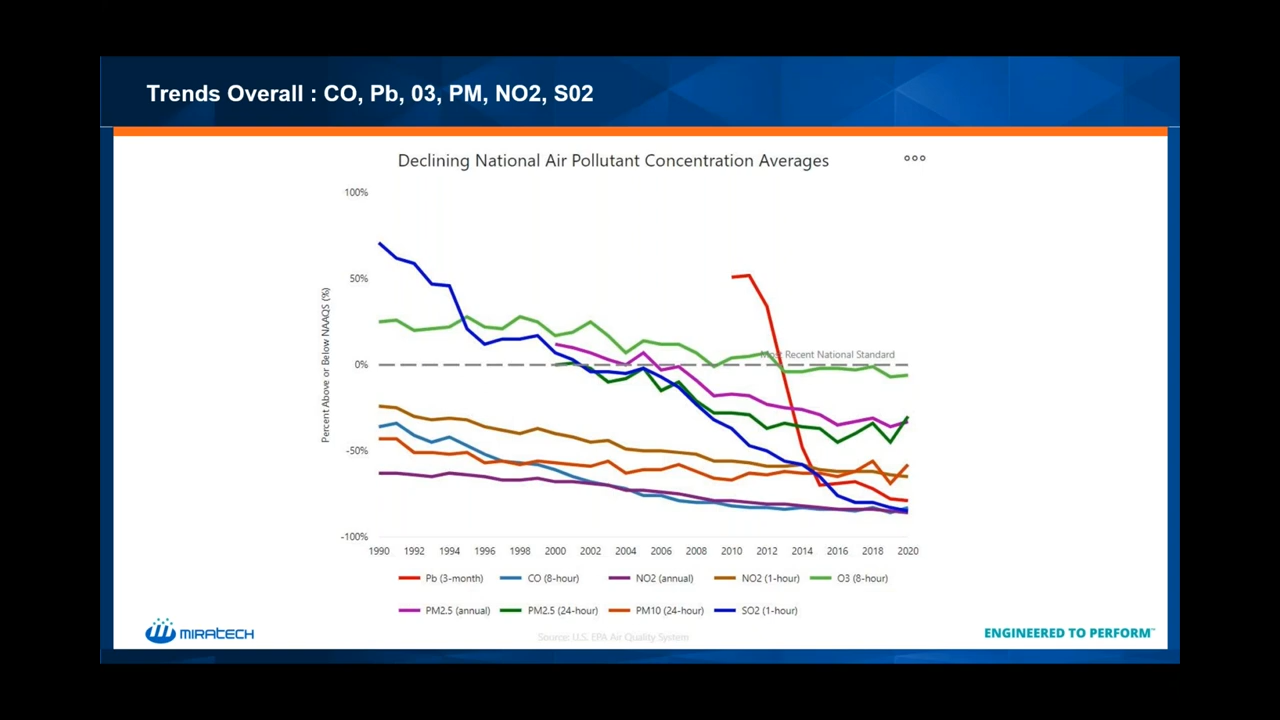 Trends Overall : CO, Pb, 03, PM, NO2, S02
Declining National Air Pollutant Concentration Averages
100%
50%
Most Recent National Standard
0%
-50%
-100%
Percent Above or Below NAAQS (%)
1990 1992 1994 1996 1998 2000 2002 2004 2006 2008 2010 2012 2014 2016 2018 2020
Pb (3-month) CO (8-hour) NO2 (annual) NO2 (1-hour) O3 (8-hour)
PM2.5 (annual) PM2.5 (24-hour) PM10 (24-hour) SO2 (1-hour)
Source: U.S. EPA Air Quality System
MIRATECH
ENGINEERED TO PERFORM™